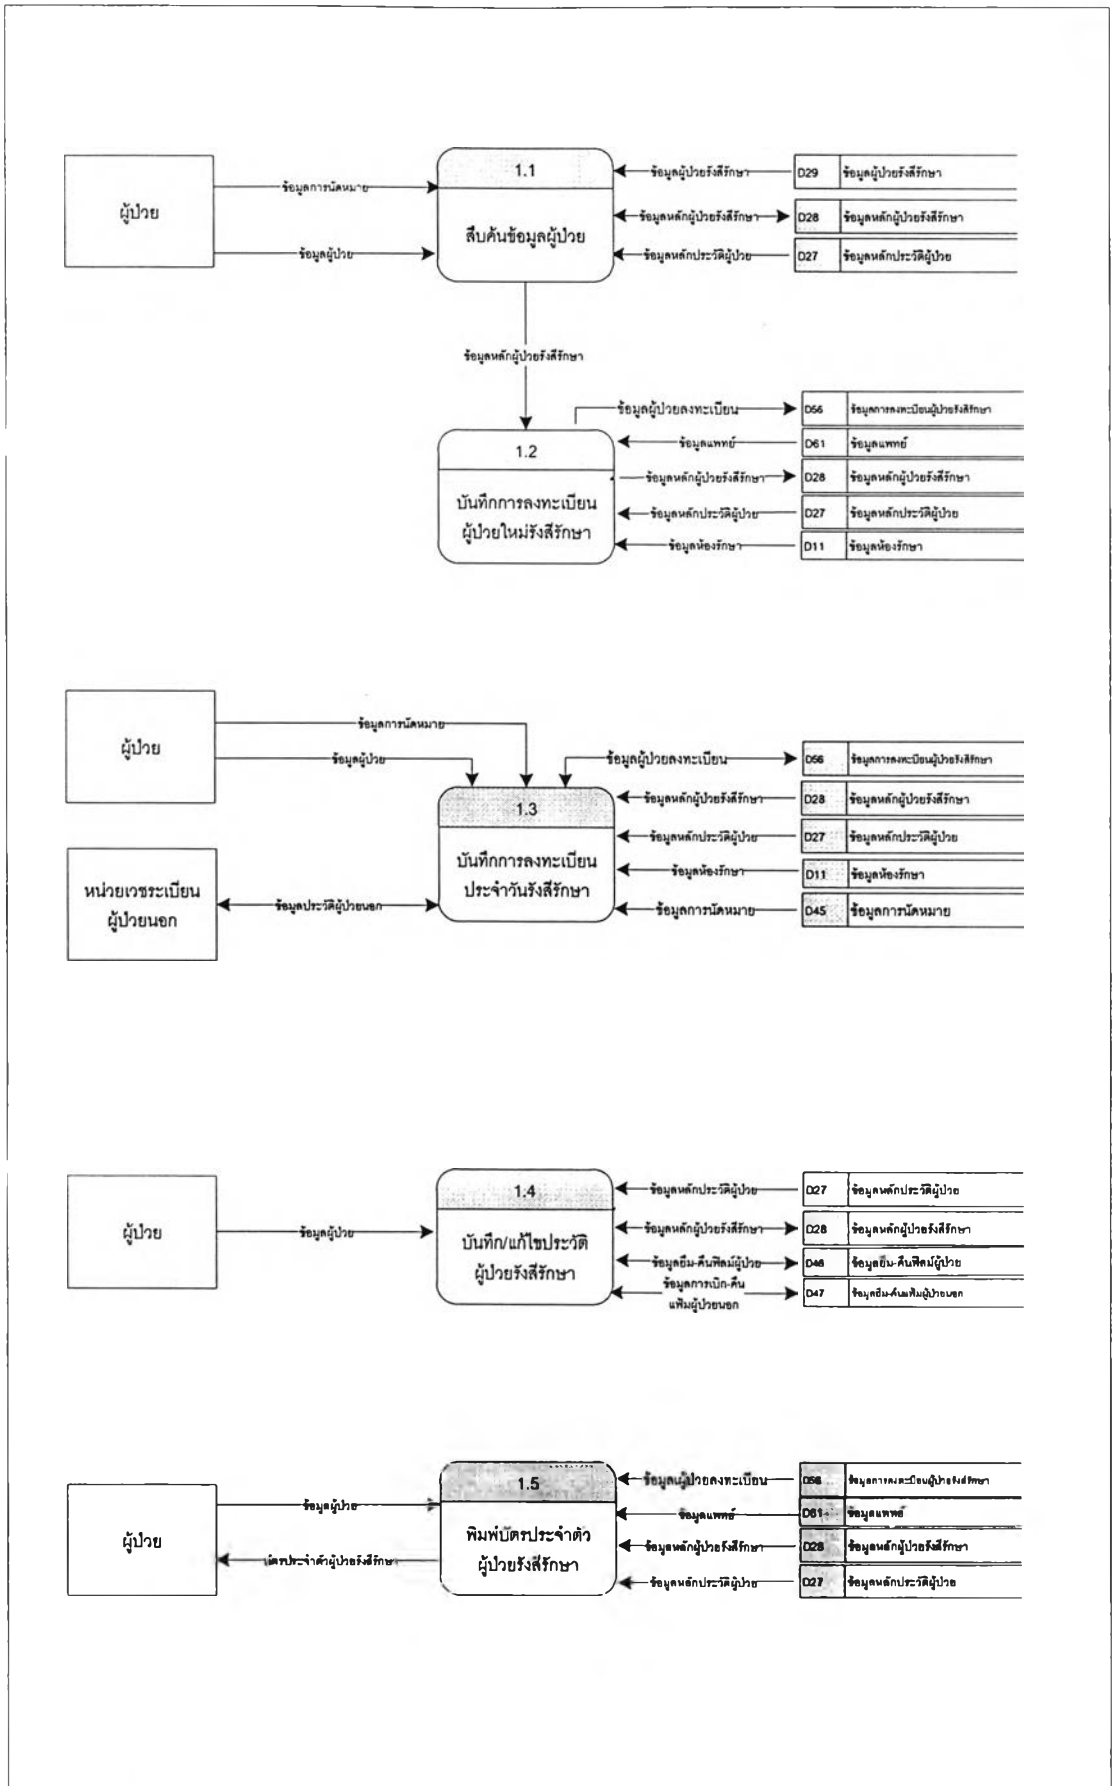 1.1
ผู้ป่วย
ข้อมูลการนัดหมาย
ข้อมูลผู้ป่วย
สืบค้นข้อมูลผู้ป่วย
ข้อมูลผู้ป่วยรังสีรักษา
D29 ข้อมูลผู้ป่วยรังสีรักษา
ข้อมูลหลักผู้ป่วยรังสีรักษา
D28 ข้อมูลหลักผู้ป่วยรังสีรักษา
ข้อมูลหลักประวัติผู้ป่วย
D27 ข้อมูลหลักประวัติผู้ป่วย
ข้อมูลหลักผู้ป่วยรังสีรักษา
1.2
บันทึกการลงทะเบียน
ผู้ป่วยใหม่รังสีรักษา
ข้อมูลผู้ป่วยลงทะเบียน
D56 ข้อมูลการลงทะเบียนผู้ป่วยรังสีรักษา
ข้อมูลแพทย์
D61 ข้อมูลแพทย์
ข้อมูลหลักผู้ป่วยรังสีรักษา
D28 ข้อมูลหลักผู้ป่วยรังสีรักษา
ข้อมูลหลักประวัติผู้ป่วย
D27 ข้อมูลหลักประวัติผู้ป่วย
ข้อมูลห้องรักษา
D11 ข้อมูลห้องรักษา
ผู้ป่วย
ข้อมูลการนัดหมาย
ข้อมูลผู้ป่วย
หน่วยเวชระเบียน
ผู้ป่วยนอก
ข้อมูลประวัติผู้ป่วยนอก
1.3
บันทึกการลงทะเบียน
ประจำวันรังสีรักษา
ข้อมูลผู้ป่วยลงทะเบียน
D56 ข้อมูลการลงทะเบียนผู้ป่วยรังสีรักษา
ข้อมูลหลักผู้ป่วยรังสีรักษา
D28 ข้อมูลหลักผู้ป่วยรังสีรักษา
ข้อมูลหลักประวัติผู้ป่วย
D27 ข้อมูลหลักประวัติผู้ป่วย
ข้อมูลห้องรักษา
D11 ข้อมูลห้องรักษา
ข้อมูลการนัดหมาย
D45 ข้อมูลการนัดหมาย
ผู้ป่วย
ข้อมูลผู้ป่วย
1.4
บันทึก/แก้ไขประวัติ
ผู้ป่วยรังสีรักษา
ข้อมูลหลักประวัติผู้ป่วย
D27 ข้อมูลหลักประวัติผู้ป่วย
ข้อมูลหลักผู้ป่วยรังสีรักษา
D28 ข้อมูลหลักผู้ป่วยรังสีรักษา
ข้อมูลยืม-คืนฟิลม์ผู้ป่วย
D46 ข้อมูลยืม-คืนฟิลม์ผู้ป่วย
ข้อมูลการเบิก-คืน
แฟ้มผู้ป่วยนอก
D47 ข้อมูลยืม-คืนแฟ้มผู้ป่วยนอก
ผู้ป่วย
ข้อมูลผู้ป่วย
บัตรประจำตัวผู้ป่วยรังสีรักษา
1.5
พิมพ์บัตรประจำตัว
ผู้ป่วยรังสีรักษา
ข้อมูลผู้ป่วยลงทะเบียน
D56 ข้อมูลการลงทะเบียนผู้ป่วยรังสีรักษา
ข้อมูลแพทย์
D61 ข้อมูลแพทย์
ข้อมูลหลักผู้ป่วยรังสีรักษา
D28 ข้อมูลหลักผู้ป่วยรังสีรักษา
ข้อมูลหลักประวัติผู้ป่วย
D27 ข้อมูลหลักประวัติผู้ป่วย